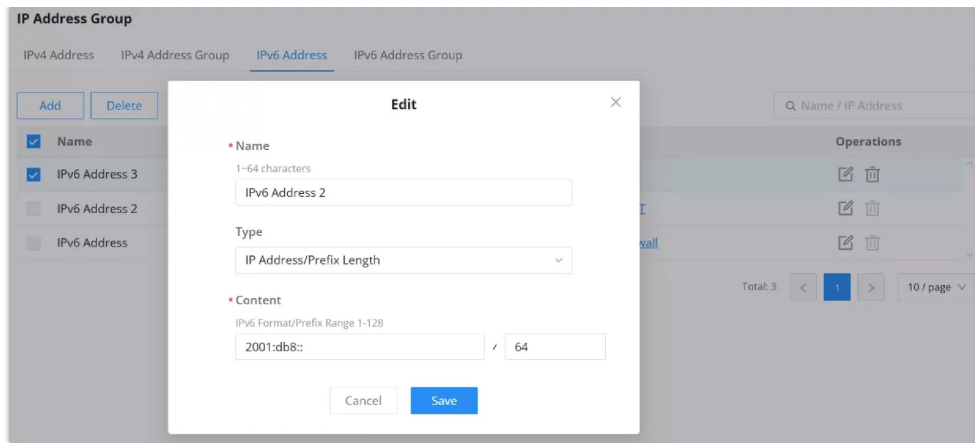 IP Address Group
IPv4 Address IPv4 Address Group IPv6 Address IPv6 Address Group
Add Delete
Name / IP Address
Name Operations
IPv6 Address 3
IPv6 Address 2 T
IPv6 Address wall
Total: 3 < 1 > 10 / page
Edit
* Name
1~64 characters
IPv6 Address 2
Type
IP Address/Prefix Length
* Content
IPv6 Format/Prefix Range 1-128
2001:db8:: / 64
Cancel Save